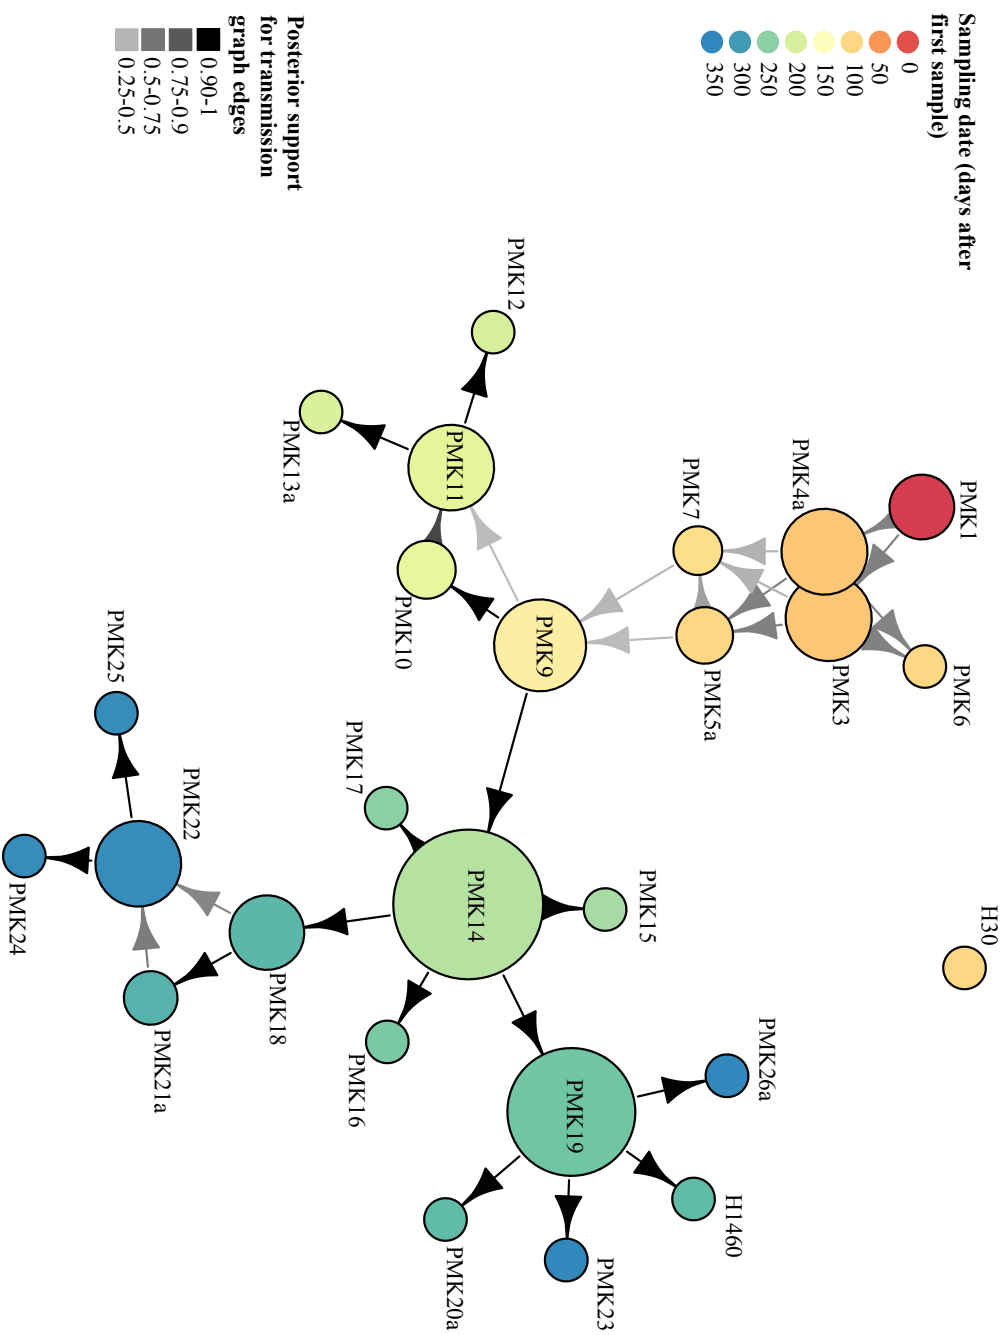 Sampling date (days after
first sample)
0
50
100
150
200
250
300
350
Posterior support
for transmission
graph edges
0.90-1
0.75-0.9
0.5-0.75
0.25-0.5
PMK1
PMK6
PMK4a
PMK3
PMK7
PMK5a
H30
PMK12
PMK11
PMK13a
PMK10
PMK9
PMK15
PMK14
PMK17
PMK16
PMK26a
H1460
PMK19
PMK23
PMK20a
PMK18
PMK21a
PMK22
PMK25
PMK24